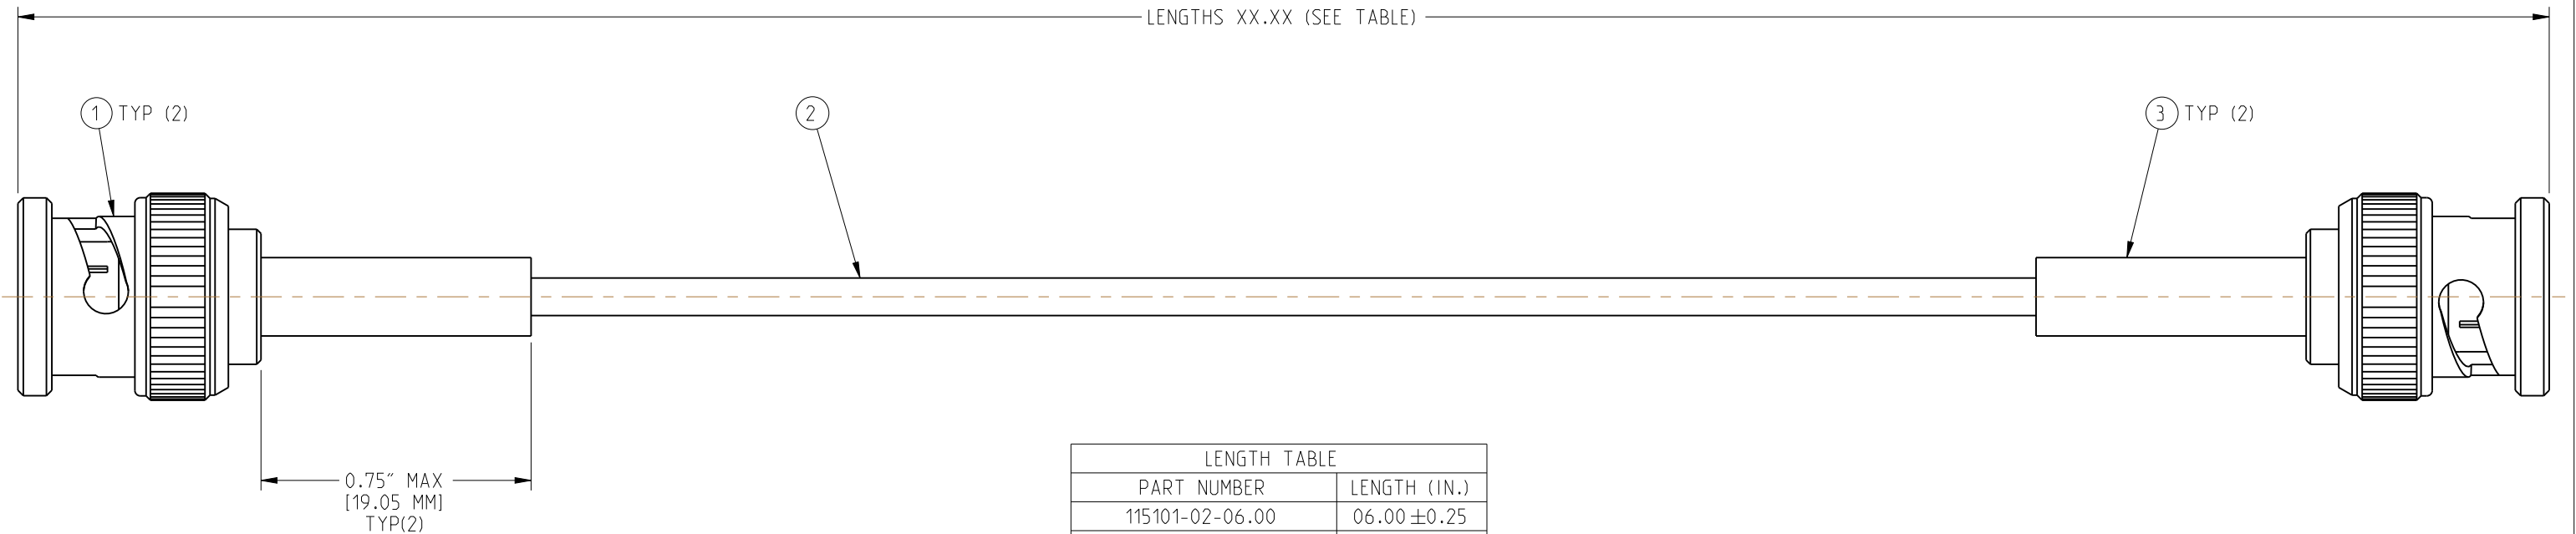 LENGTHS XX.XX (SEE TABLE)
1 TYP (2)
2
3 TYP (2)
0.75" MAX
[19.05 MM]
TYP(2)
LENGTH TABLE
PART NUMBER LENGTH (IN.)
115101-02-06.00 06.00±0.25